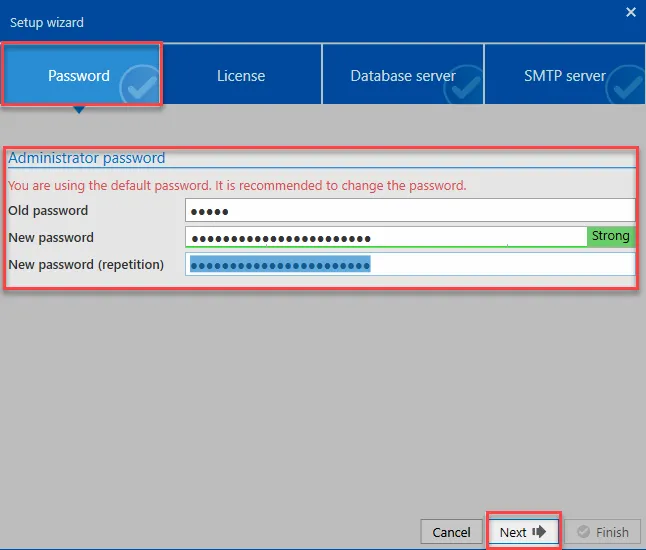 Setup wizard
Password
License
Database server
SMTP server
Administrator password
You are using the default password. It is recommended to change the password.
Old password
●●●●●
New password
●●●●●●●●●●●●●●●●●●●●●●●
Strong
New password (repetition)
●●●●●●●●●●●●●●●●●●●●●●●
Cancel
Next
Finish